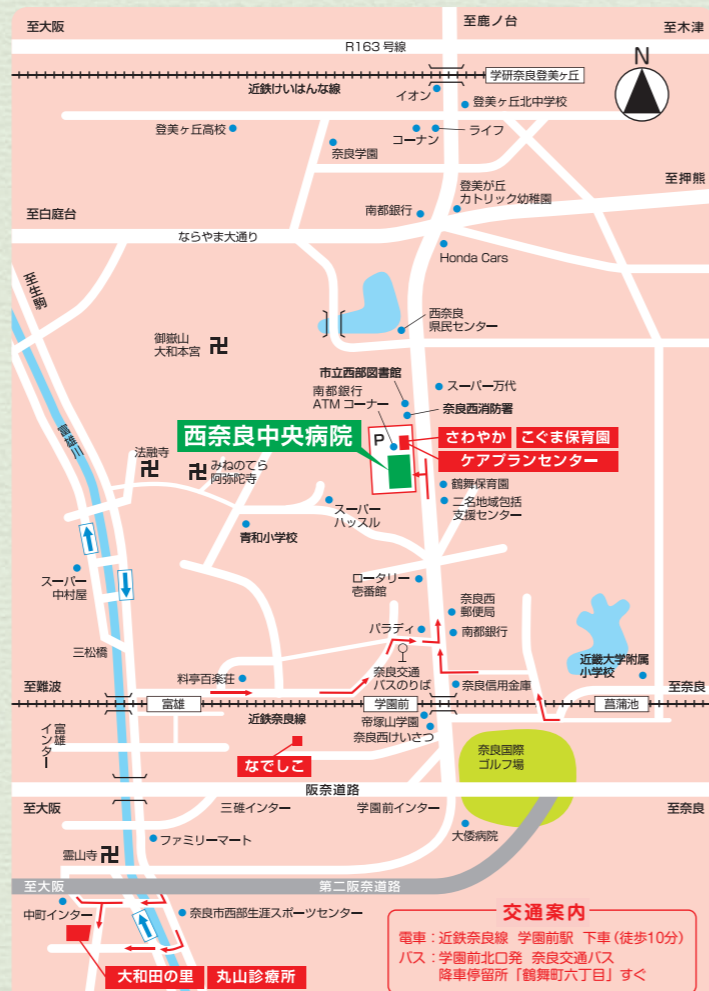 至大阪
至鹿ノ台
至木津
R163号線
N
近鉄けいはんな線
学研奈良登美ヶ丘
イオン
登美ヶ丘北中学校
登美ヶ丘高校
コーナン
ライフ
奈良学園
至押熊
登美が丘
カトリック幼稚園
至白庭台
南都銀行
ならやま大通り
Honda Cars
至生駒
西奈良
県民センター
御嶽山
大和本宮
市立西部図書館
スーパー万代
南都銀行
ATMコーナー
奈良西消防署
富雄川
西奈良中央病院
P
さわやか
こぐま保育園
ケアプランセンター
法融寺
みねのてら
阿弥陀寺
鶴舞保育園
二名地域包括
支援センター
スーパー
ハッスル
青和小学校
スーパー
中村屋
ロータリー
壱番館
奈良西
郵便局
パラディ
南都銀行
三松橋
近畿大学附属
小学校
料亭百楽荘
奈良交通
バスのりば
奈良信用金庫
至難波
至奈良
富雄
近鉄奈良線
学園前
菖蒲池
帝塚山学園
奈良西けいさつ
富雄
インター
なでしこ
奈良国際
ゴルフ場
阪奈道路
至大阪
三碓インター
学園前インター
至奈良
ファミリーマート
大倭病院
霊山寺
至大阪
第二阪奈道路
中町インター
奈良市西部生涯スポーツセンター
大和田の里
丸山診療所
交通案内
電車：近鉄奈良線 学園前駅 下車(徒歩10分)
バス：学園前北口発 奈良交通バス
降車停留所「鶴舞町六丁目」すぐ